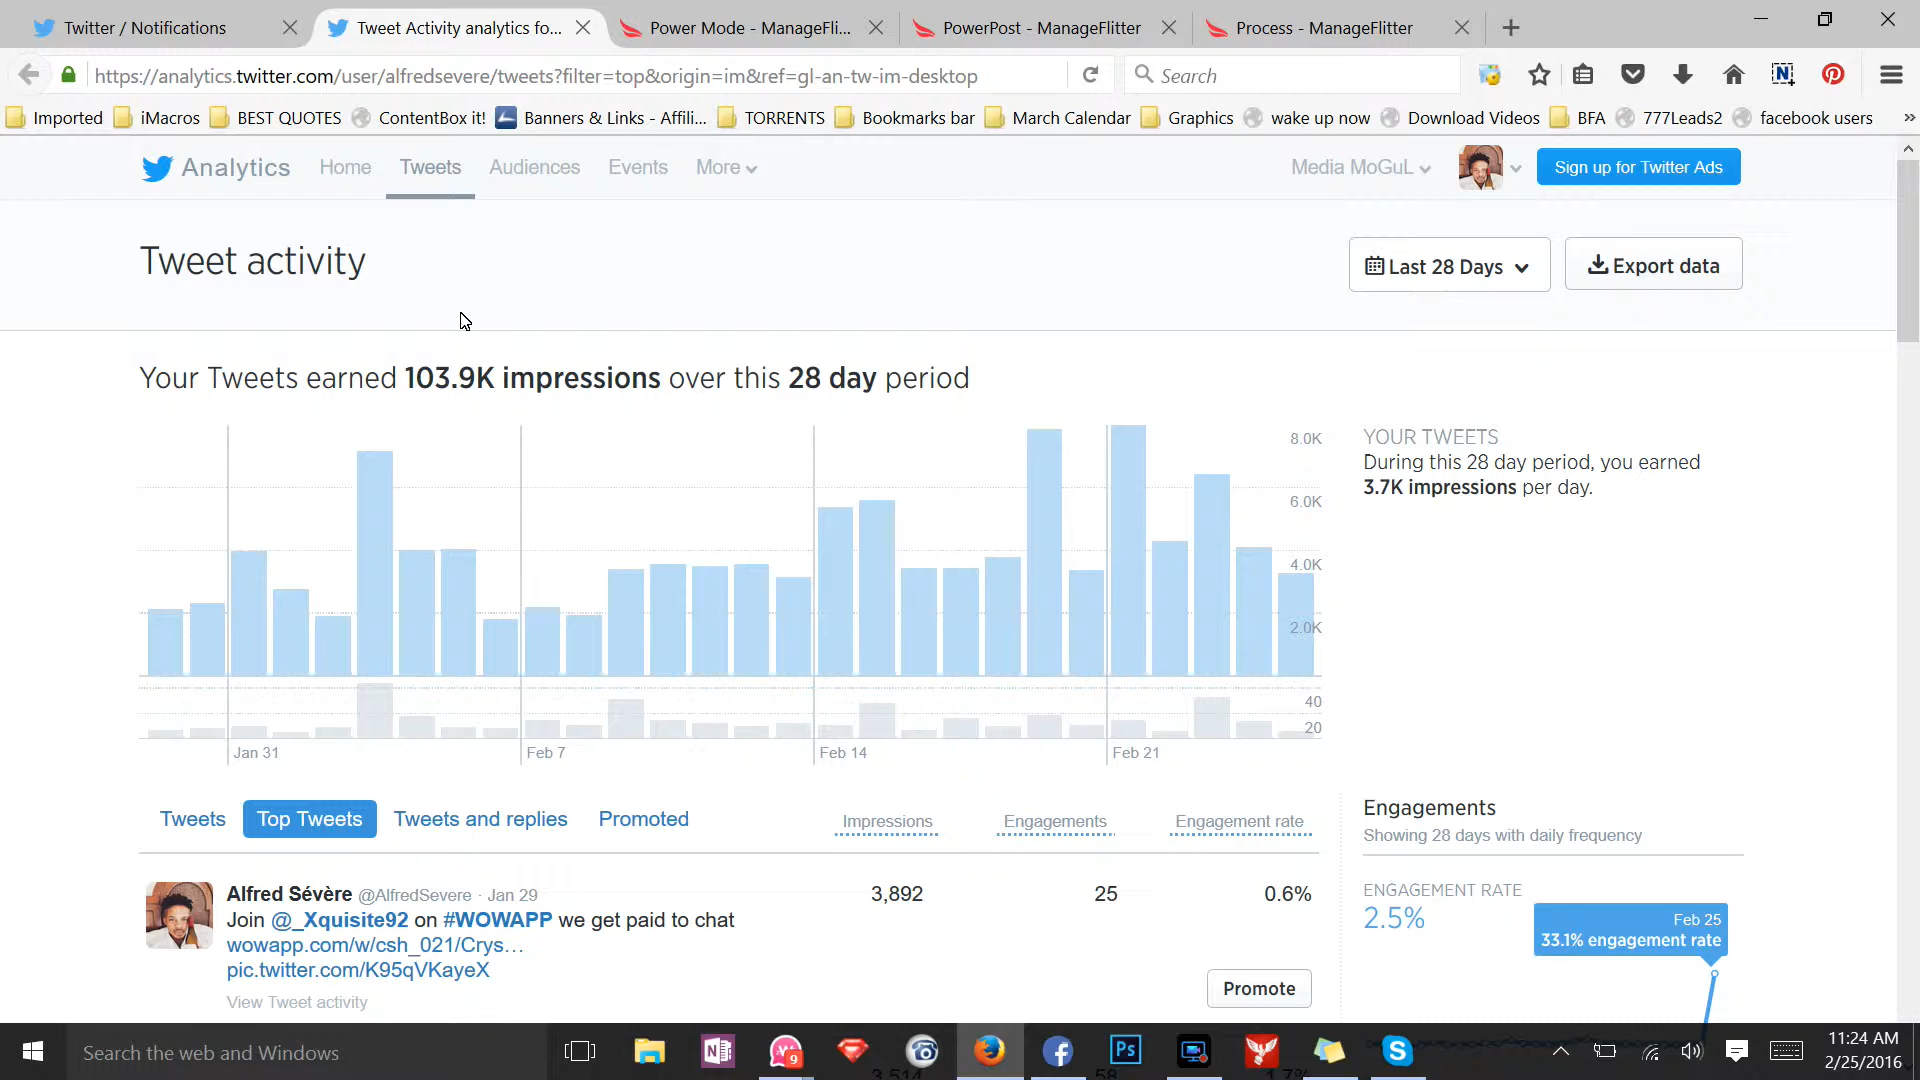 Twitter / Notifications
Tweet Activity analytics fo...
Power Mode - ManageFli...
PowerPost - ManageFlitter
Process - ManageFlitter
https://analytics.twitter.com/user/alfredsevere/tweets?filter=top&origin=im&ref=gl-an-tw-im-desktop
Search
Imported
iMacros
BEST QUOTES
ContentBox it!
Banners & Links - Affili...
TORRENTS
Bookmarks bar
March Calendar
Graphics
wake up now
Download Videos
BFA
777Leads2
facebook users
Analytics
Home
Tweets
Audiences
Events
More
Media MoGuL
Sign up for Twitter Ads
Tweet activity
Last 28 Days
Export data
Your Tweets earned 103.9K impressions over this 28 day period
8.0K
6.0K
4.0K
2.0K
40
20
Jan 31
Feb 7
Feb 14
Feb 21
YOUR TWEETS
During this 28 day period, you earned
3.7K impressions per day.
Tweets
Top Tweets
Tweets and replies
Promoted
Impressions
Engagements
Engagement rate
Alfred Sévère @AlfredSevere · Jan 29
3,892
25
0.6%
Join @_Xquisite92 on #WOWAPP we get paid to chat
wowapp.com/w/csh_021/Crys…
pic.twitter.com/K95qVKayeX
View Tweet activity
Promote
Engagements
Showing 28 days with daily frequency
ENGAGEMENT RATE
2.5%
Feb 25
33.1% engagement rate
Search the web and Windows
N
9
Ps
11:24 AM
2/25/2016